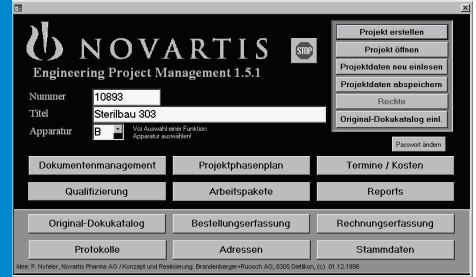 NOVARTIS
STOP
Engineering Project Management 1.5.1
Projekt erstellen
Projekt öffnen
Projektdaten neu einlesen
Projektdaten abspeichern
Rechte
Original-Dokukatalog einl.
Nummer 10893
Titel Sterilbau 303
Apparatur B Vor Auswahl einer Funktion
Apparatur auswählen!
Passwort ändern
Dokumentenmanagement Projektphasenplan Termine / Kosten
Qualifizierung Arbeitspakete Reports
Original-Dokukatalog Bestellungserfassung Rechnungserfassung
Protokolle Adressen Stammdaten
Idee: P. Nyfeler, Novartis Pharma AG / Konzept und Realisierung: Brandenberger+Ruosch AG, 8305 Dietlikon, (c) 01.12.1998